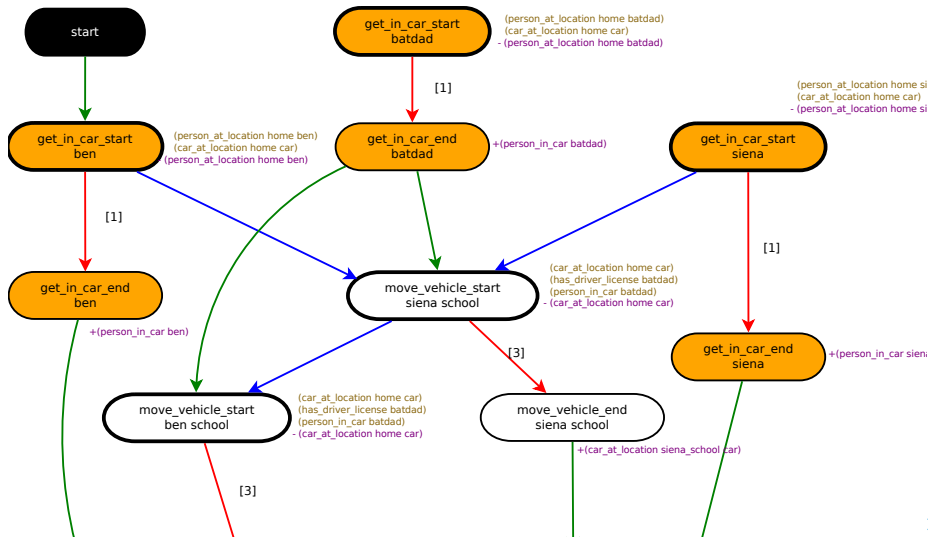 start
get_in_car_start
batdad
(person_at_location home batdad)
(car_at_location home car)
- (person_at_location home batdad)
[1]
get_in_car_start
ben
(person_at_location home ben)
(car_at_location home car)
(person_at_location home ben)
get_in_car_end
batdad
+(person_in_car batdad)
get_in_car_start
siena
(person_at_location home
(car_at_location home car)
- (person_at_location home
[1]
[1]
get_in_car_end
ben
+(person_in_car ben)
move_vehicle_start
siena school
(car_at_location home car)
(has_driver_license batdad)
(person_in_car batdad)
- (car_at_location home car)
[3]
get_in_car_end
siena
+(person_in_car siena
move_vehicle_start
ben school
(car_at_location home car)
(has_driver_license batdad)
(person_in_car batdad)
- (car_at_location home car)
move_vehicle_end
siena school
+(car_at_location siena_school car)
[3]